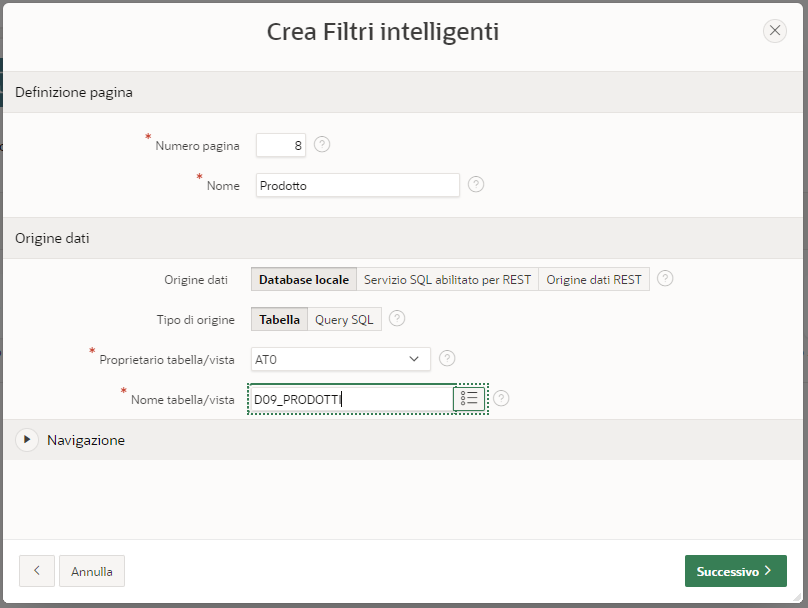 Crea Filtri intelligenti
Definizione pagina
* Numero pagina 8 ?
* Nome Prodotto ?
Origine dati
Origine dati Database locale Servizio SQL abilitato per REST Origine dati REST ?
Tipo di origine Tabella Query SQL ?
* Proprietario tabella/vista AT0 ?
* Nome tabella/vista D09_PRODOTTI ?
Navigazione
Annulla Successivo